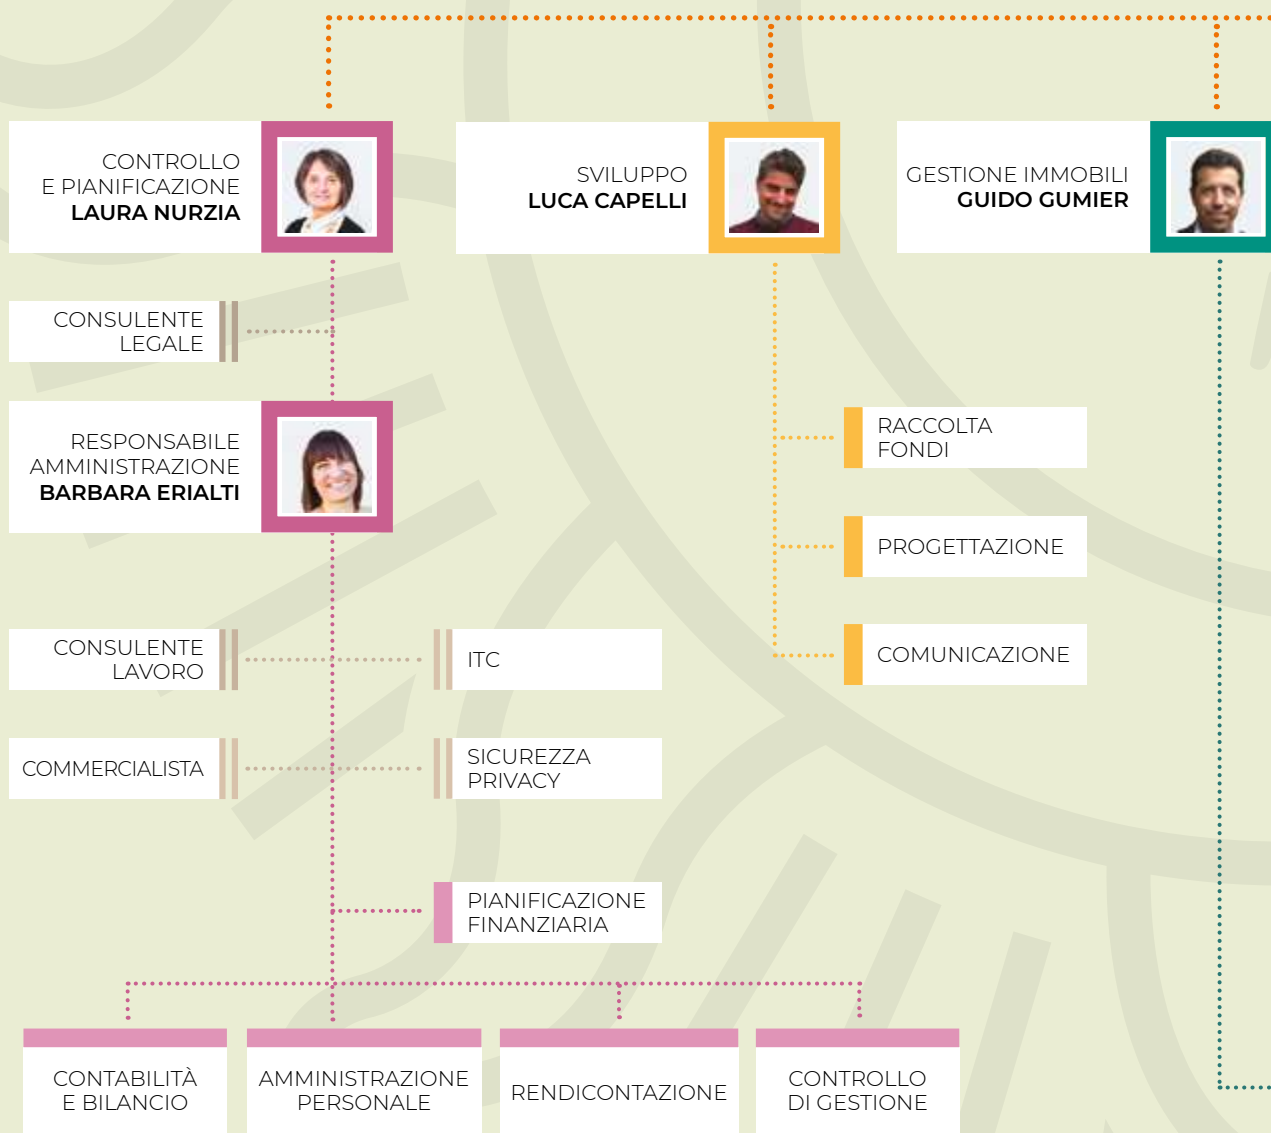 CONTROLLO
E PIANIFICAZIONE
LAURA NURZIA
SVILUPPO
LUCA CAPELLI
GESTIONE IMMOBILI
GUIDO GUMIER
CONSULENTE
LEGALE
RESPONSABILE
AMMINISTRAZIONE
BARBARA ERIALTI
RACCOLTA
FONDI
PROGETTAZIONE
COMUNICAZIONE
CONSULENTE
LAVORO
ITC
COMMERCIALISTA
SICUREZZA
PRIVACY
PIANIFICAZIONE
FINANZIARIA
CONTABILITÀ
E BILANCIO
AMMINISTRAZIONE
PERSONALE
RENDICONTAZIONE
CONTROLLO
DI GESTIONE